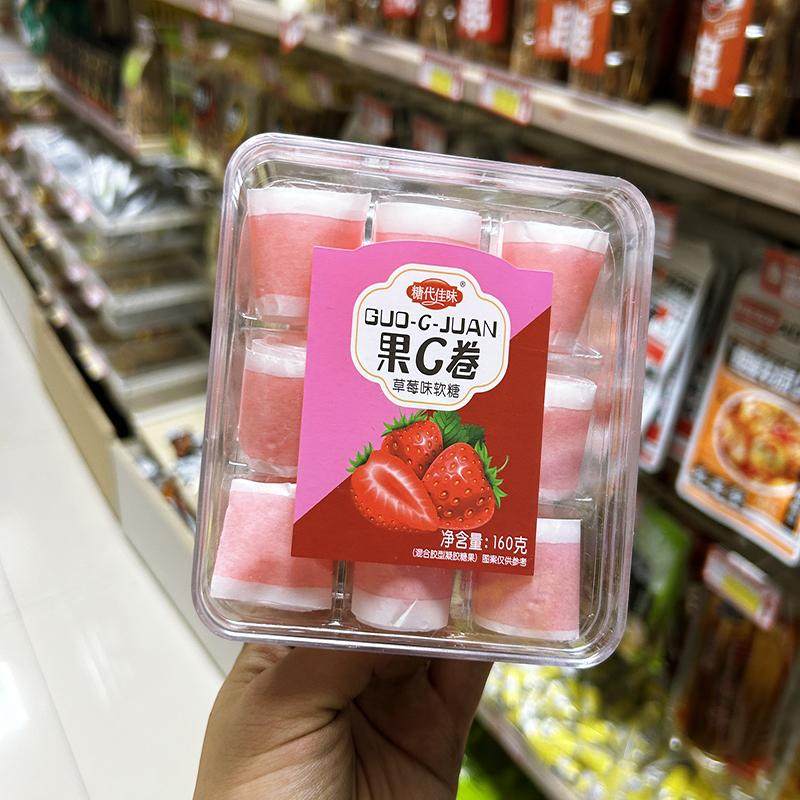 糖代佳味®
GUO-C-JUAN
果C卷
草莓味软糖
净含量:160克
(混合胶型凝胶糖果) 图案仅供参考